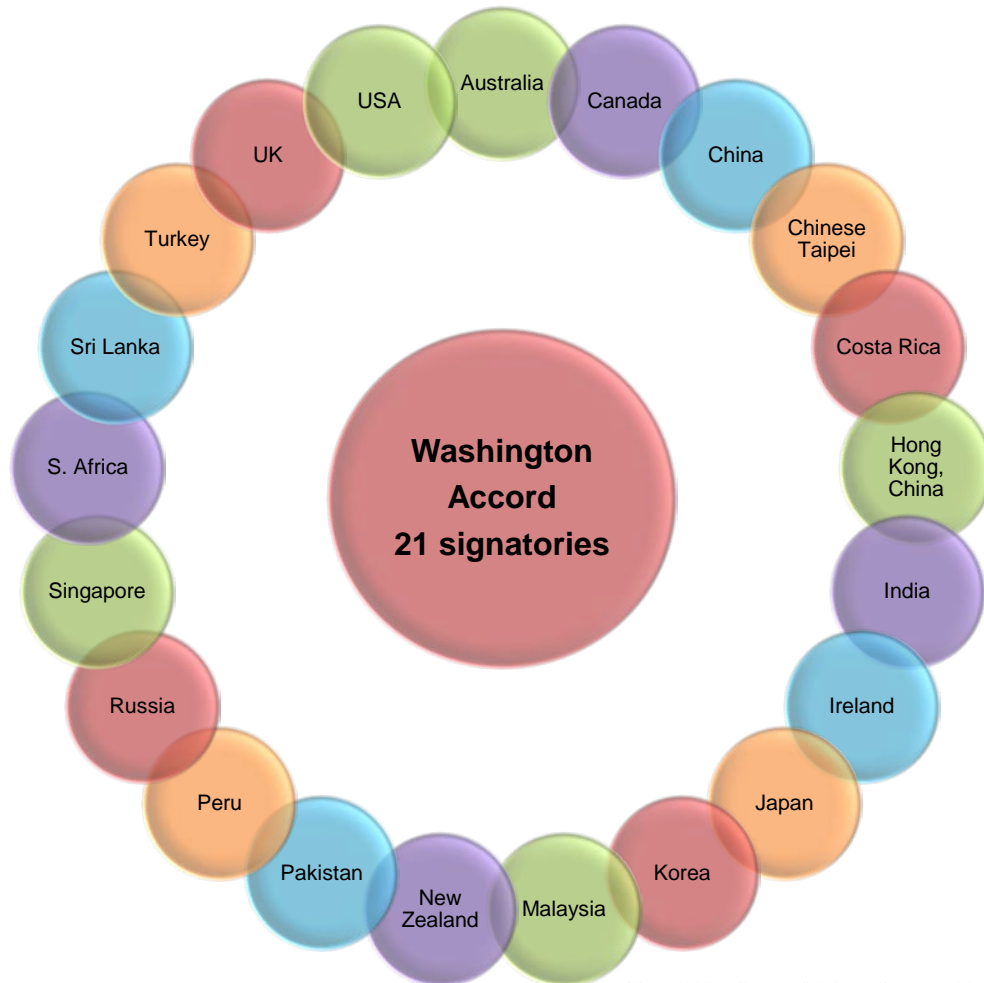 Australia
Canada
China
Chinese
Taipei
Costa Rica
Hong
Kong,
China
India
Ireland
Japan
Korea
Malaysia
New
Zealand
Pakistan
Peru
Russia
Singapore
S. Africa
Sri Lanka
Turkey
UK
USA
Washington
Accord
21 signatories